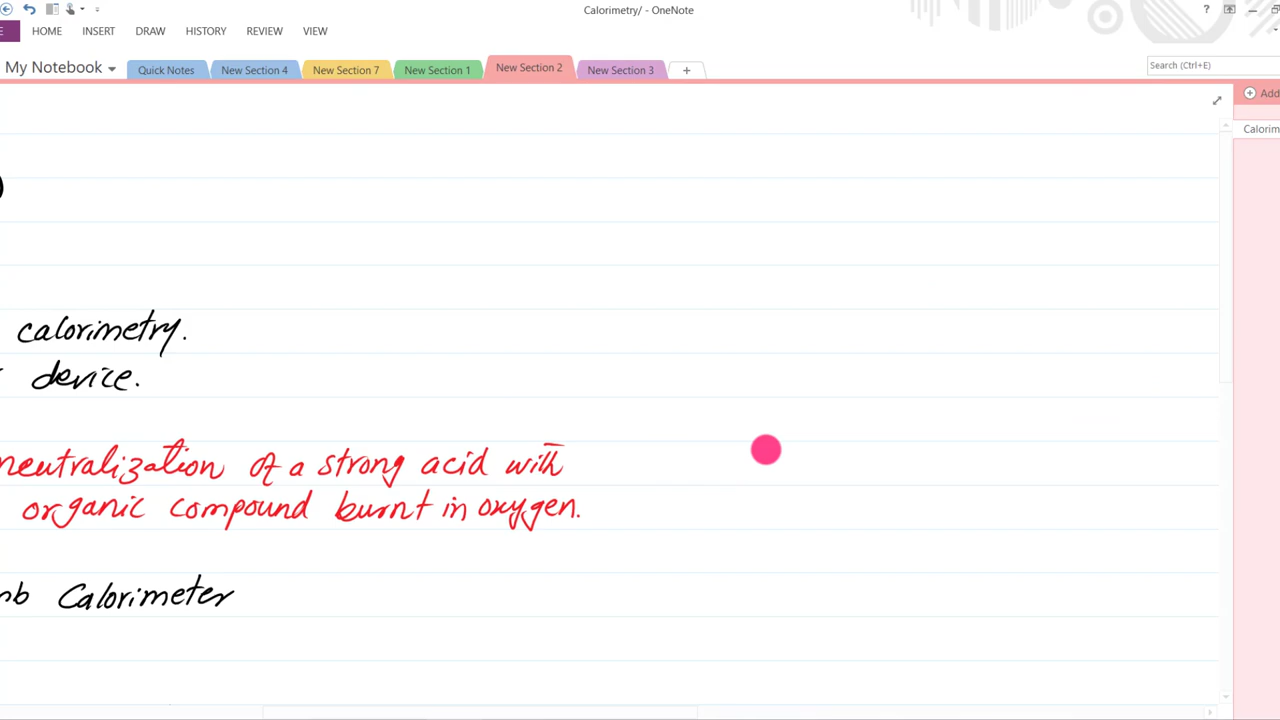 Calorimetry/ - OneNote
HOME INSERT DRAW HISTORY REVIEW VIEW
My Notebook Quick Notes New Section 4 New Section 7 New Section 1 New Section 2 New Section 3 + Search (Ctrl+E)
Add
Calorim
calorimetry.
device.
neutralization of a strong acid with
organic compound burnt in oxygen.
Calorimeter